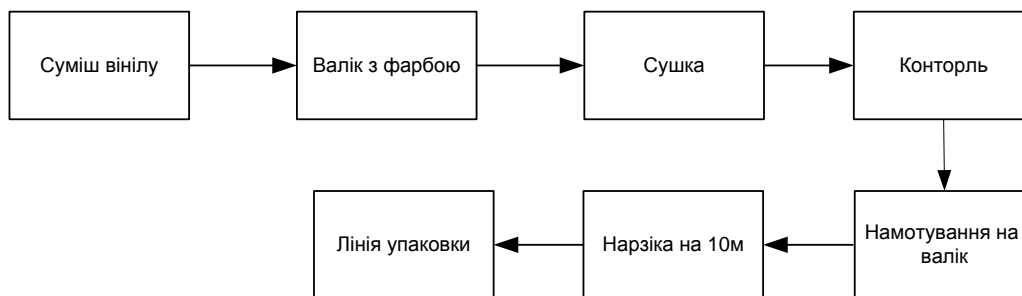 Суміш вінілу
Валік з фарбою
Сушка
Конторль
Намотування на
валік
Нарзіка на 10м
Лінія упаковки